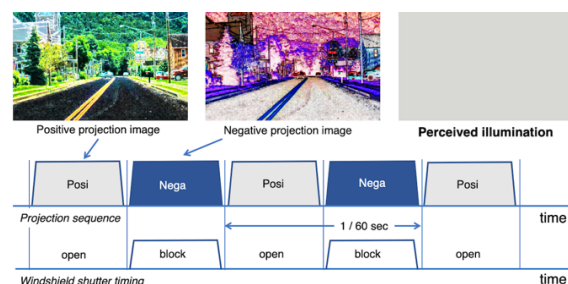 Positive projection image
Negative projection image
Perceived illumination
Posi
Nega
Posi
Nega
Posi
Projection sequence
1 / 60 sec
time
open
block
open
block
open
Windshield shutter timing
time